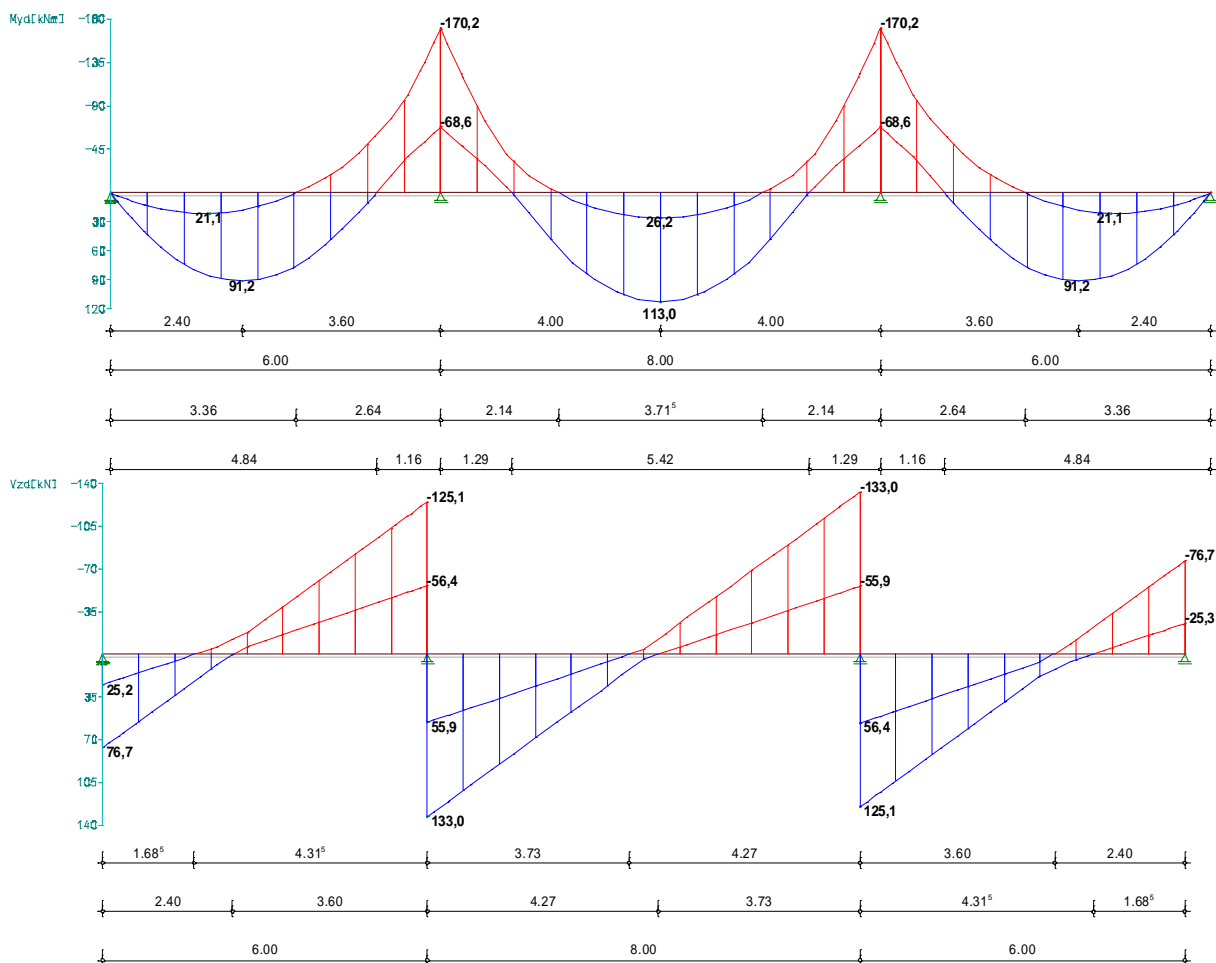 -170,2 -170,2
-135
-90
-68,6 -68,6
-45
30
21,1 26,2 21,1
90
91,2 91,2
120 113,0
2.40 3.60 4.00 4.00 3.60 2.40
6.00 8.00 6.00
3.36 2.64 2.14 3.71⁵ 2.14 2.64 3.36
4.84 1.16 1.29 5.42 1.29 1.16 4.84
Vzd[kN] -140
-125,1 -133,0
-105
-70 -76,7
-56,4 -55,9
-35
-25,3
25,2
35 55,9 56,4
70
76,7
105
125,1
140 133,0
1.68⁵ 4.31⁵ 3.73 4.27 3.60 2.40
2.40 3.60 4.27 3.73 4.31⁵ 1.68⁵
6.00 8.00 6.00